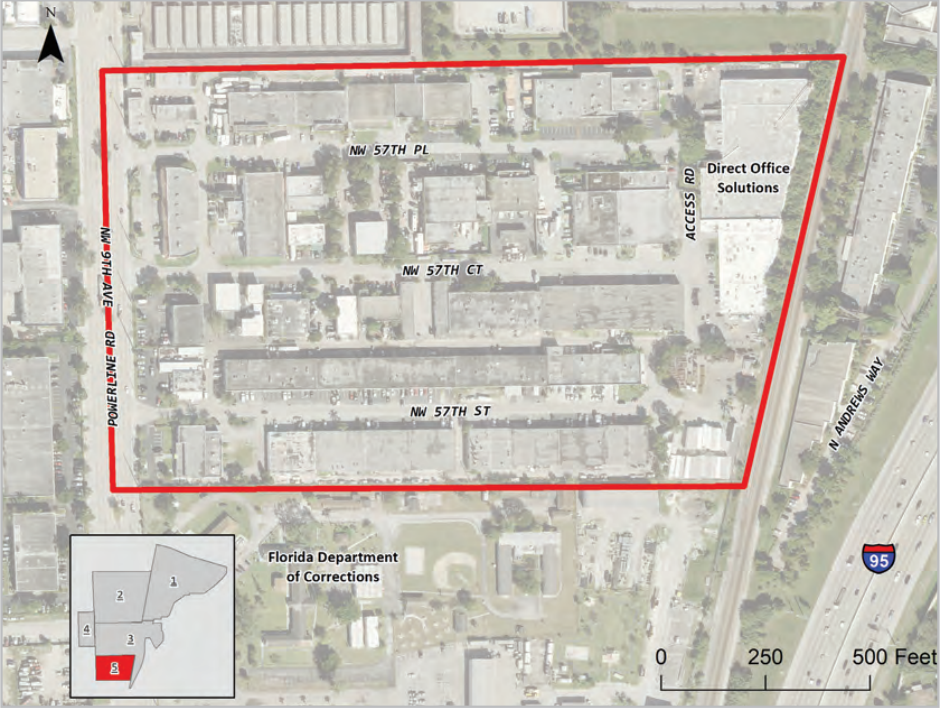 N
NW 57TH PL
Direct Office
Solutions
ACCESS RD
NW 9TH AVE
POWERLINE RD
NW 57TH CT
NW 57TH ST
N ANDREWS WAY
Florida Department
of Corrections
95
1
2
3
4
5
0 250 500 Feet